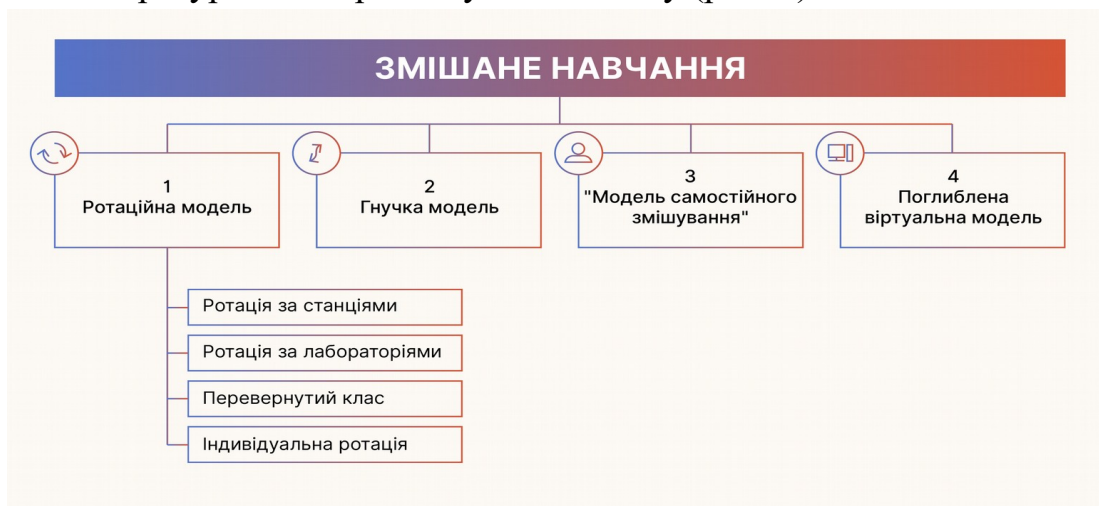 ЗМІШАНЕ НАВЧАННЯ
1
Ротаційна модель
2
Гнучка модель
3
"Модель самостійного
змішування"
4
Поглиблена
віртуальна модель
Ротація за станціями
Ротація за лабораторіями
Перевернутий клас
Індивідуальна ротація